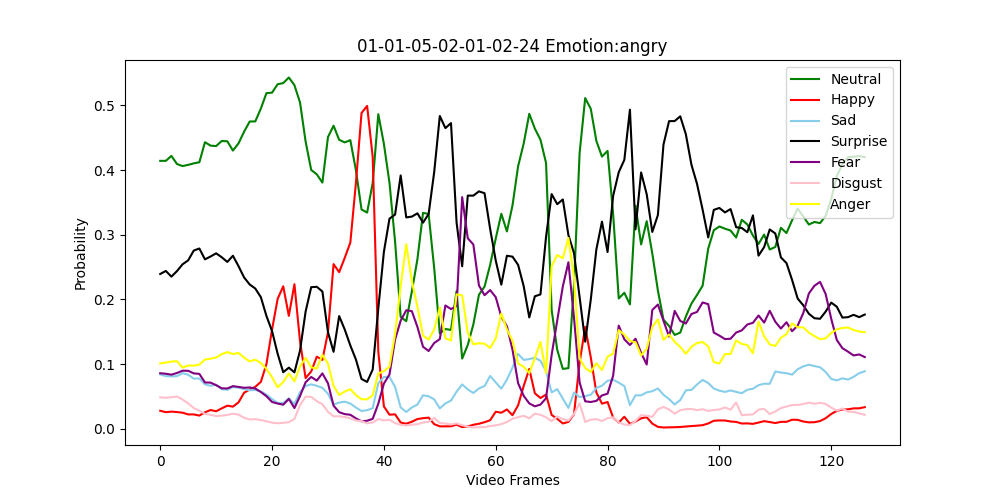 01-01-05-02-01-02-24 Emotion:angry
Probability
0.5
0.4
0.3
0.2
0.1
0.0
0 20 40 60 80 100 120
Video Frames
Neutral
Happy
Sad
Surprise
Fear
Disgust
Anger